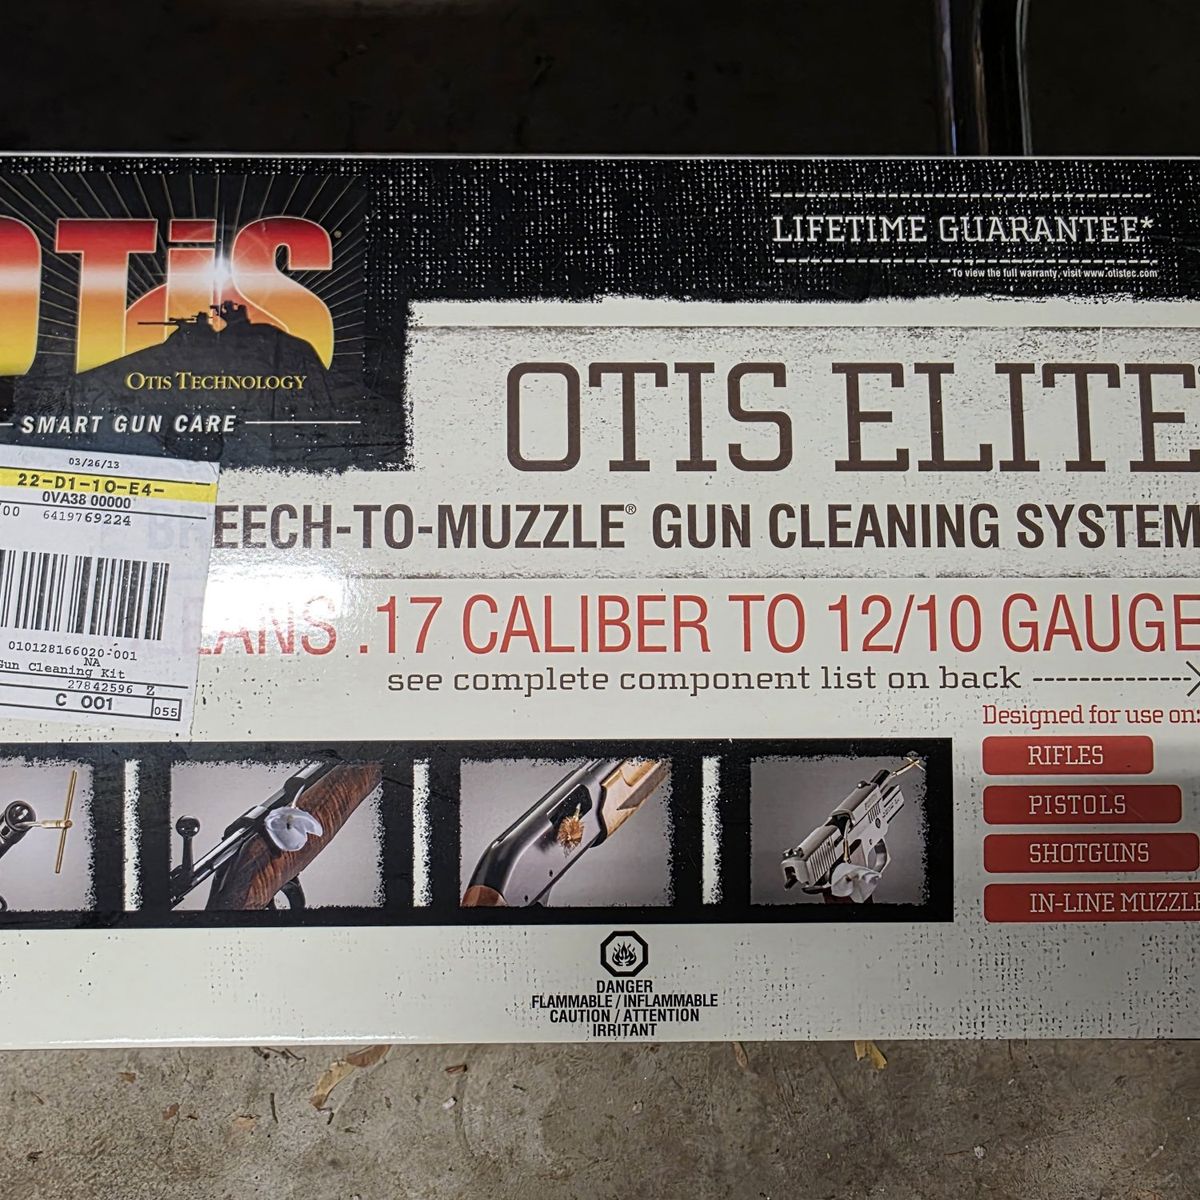 OTIS
OTIS TECHNOLOGY
SMART GUN CARE
LIFETIME GUARANTEE*
*To view the full warranty, visit www.otistec.com
OTIS ELITE
03/26/13
22-D1-10-E4-
0VA38 00000
00 6419769224
010128166020-001
NA
Gun Cleaning Kit
27842596 Z
C 001
055
BREECH-TO-MUZZLE® GUN CLEANING SYSTEM
EANS .17 CALIBER TO 12/10 GAUGE
see complete component list on back
Designed for use on:
RIFLES
PISTOLS
SHOTGUNS
IN-LINE MUZZLE
DANGER
FLAMMABLE / INFLAMMABLE
CAUTION / ATTENTION
IRRITANT